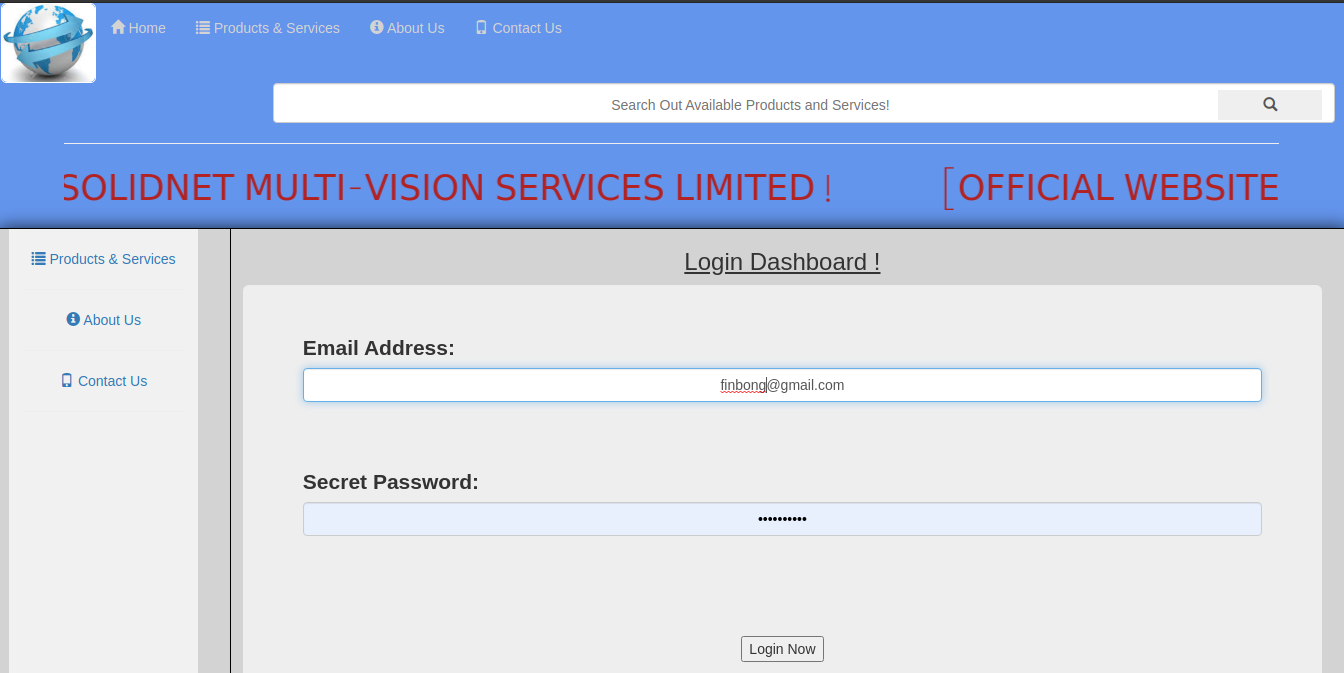 Home Products & Services About Us Contact Us
Search Out Available Products and Services!
SOLIDNET MULTI-VISION SERVICES LIMITED ! [OFFICIAL WEBSITE
Products & Services
About Us
Contact Us
Login Dashboard !
Email Address:
finbong@gmail.com
Secret Password:
••••••••••
Login Now